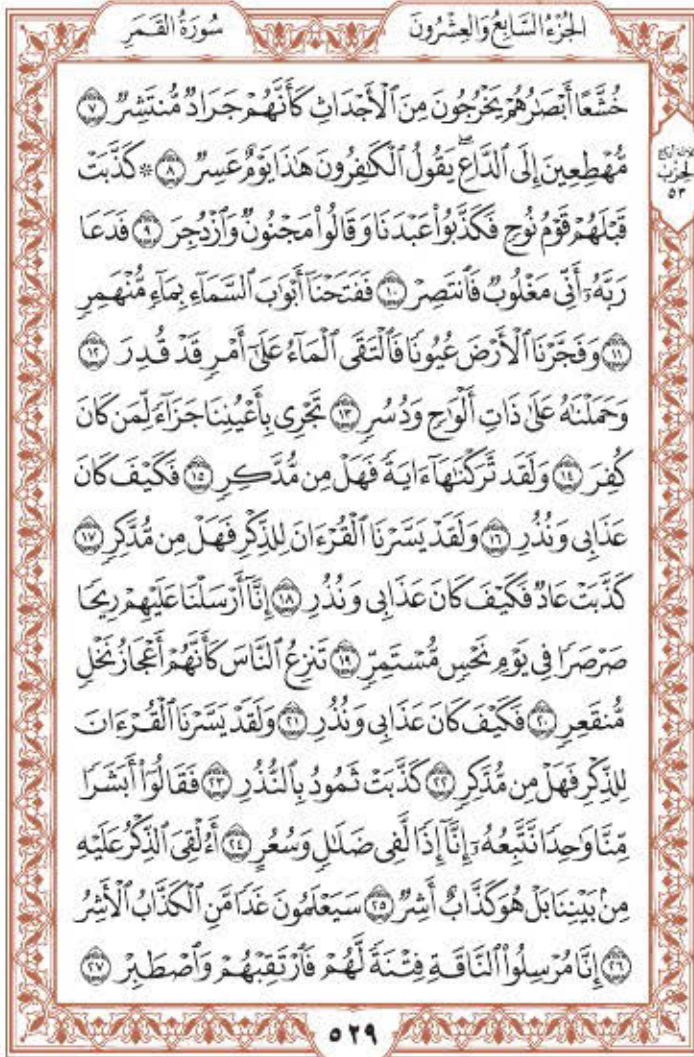 الجُزْءُ السَّابِعُ وَالعِشْرُونَ
سُورَةُ القَمَر
خُشَّعًا أَبْصَٰرُهُمْ يَخْرُجُونَ مِنَ ٱلْأَجْدَاثِ كَأَنَّهُمْ جَرَادٌ مُّنتَشِرٌ ٧
مُّهْطِعِينَ إِلَى ٱلدَّاعِ ۖ يَقُولُ ٱلْكَٰفِرُونَ هَٰذَا يَوْمٌ عَسِرٌ ٨ ۞ كَذَّبَتْ
قَبْلَهُمْ قَوْمُ نُوحٍ فَكَذَّبُوا۟ عَبْدَنَا وَقَالُوا۟ مَجْنُونٌ وَٱزْدُجِرَ ٩ فَدَعَا
رَبَّهُۥٓ أَنِّى مَغْلُوبٌ فَٱنتَصِرْ ١٠ فَفَتَحْنَآ أَبْوَٰبَ ٱلسَّمَآءِ بِمَآءٍ مُّنْهَمِرٍ
١١ وَفَجَّرْنَا ٱلْأَرْضَ عُيُونًا فَٱلْتَقَى ٱلْمَآءُ عَلَىٰٓ أَمْرٍ قَدْ قُدِرَ ١٢
وَحَمَلْنَٰهُ عَلَىٰ ذَاتِ أَلْوَٰحٍ وَدُسُرٍ ١٣ تَجْرِى بِأَعْيُنِنَا جَزَآءً لِّمَن كَانَ
كُفِرَ ١٤ وَلَقَد تَّرَكْنَٰهَآ ءَايَةً فَهَلْ مِن مُّدَّكِرٍ ١٥ فَكَيْفَ كَانَ
عَذَابِى وَنُذُرِ ١٦ وَلَقَدْ يَسَّرْنَا ٱلْقُرْءَانَ لِلذِّكْرِ فَهَلْ مِن مُّدَّكِرٍ ١٧
كَذَّبَتْ عَادٌ فَكَيْفَ كَانَ عَذَابِى وَنُذُرِ ١٨ إِنَّآ أَرْسَلْنَا عَلَيْهِمْ رِيحًا
صَرْصَرًا فِى يَوْمِ نَحْسٍ مُّسْتَمِرٍّ ١٩ تَنزِعُ ٱلنَّاسَ كَأَنَّهُمْ أَعْجَازُ نَخْلٍ
مُّنقَعِرٍ ٢٠ فَكَيْفَ كَانَ عَذَابِى وَنُذُرِ ٢١ وَلَقَدْ يَسَّرْنَا ٱلْقُرْءَانَ
لِلذِّكْرِ فَهَلْ مِن مُّدَّكِرٍ ٢٢ كَذَّبَتْ ثَمُودُ بِٱلنُّذُرِ ٢٣ فَقَالُوٓا۟ أَبَشَرًا
مِّنَّا وَٰحِدًا نَّتَّبِعُهُۥٓ إِنَّآ إِذًا لَّفِى ضَلَٰلٍ وَسُعُرٍ ٢٤ أَءُلْقِىَ ٱلذِّكْرُ عَلَيْهِ
مِنۢ بَيْنِنَا بَلْ هُوَ كَذَّابٌ أَشِرٌ ٢٥ سَيَعْلَمُونَ غَدًا مَّنِ ٱلْكَذَّابُ ٱلْأَشِرُ
٢٦ إِنَّا مُرْسِلُوا۟ ٱلنَّاقَةِ فِتْنَةً لَّهُمْ فَٱرْتَقِبْهُمْ وَٱصْطَبِرْ ٢٧
الحِزْبُ
٥٣
٥٢٩